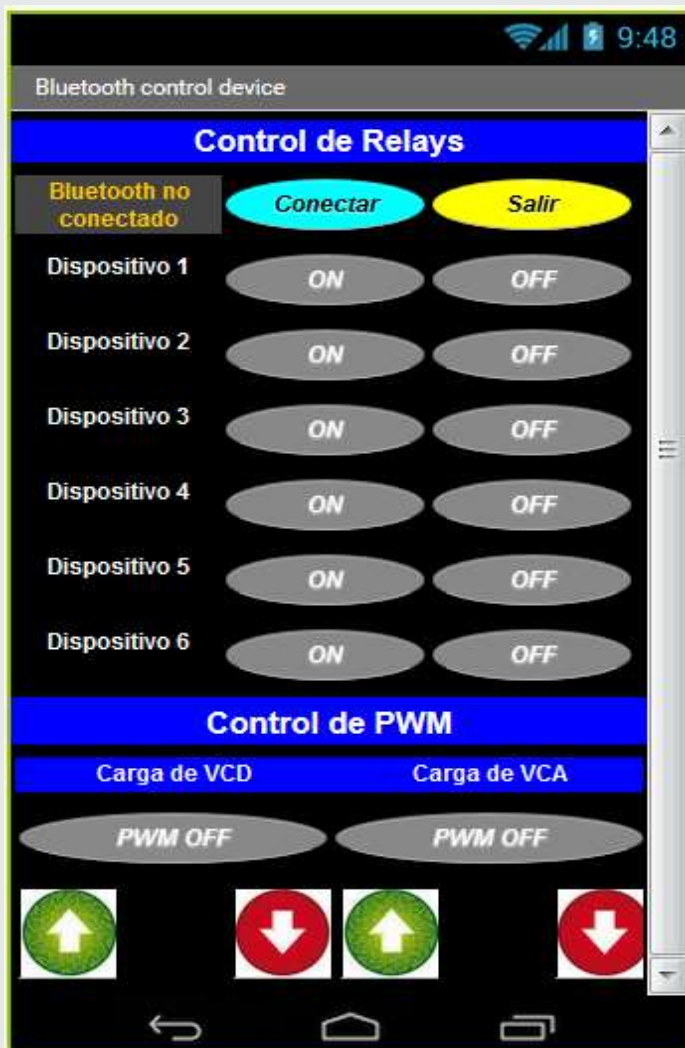 9:48
Bluetooth control device
Control de Relays
Bluetooth no
conectado
Conectar
Salir
Dispositivo 1
ON
OFF
Dispositivo 2
ON
OFF
Dispositivo 3
ON
OFF
Dispositivo 4
ON
OFF
Dispositivo 5
ON
OFF
Dispositivo 6
ON
OFF
Control de PWM
Carga de VCD
Carga de VCA
PWM OFF
PWM OFF